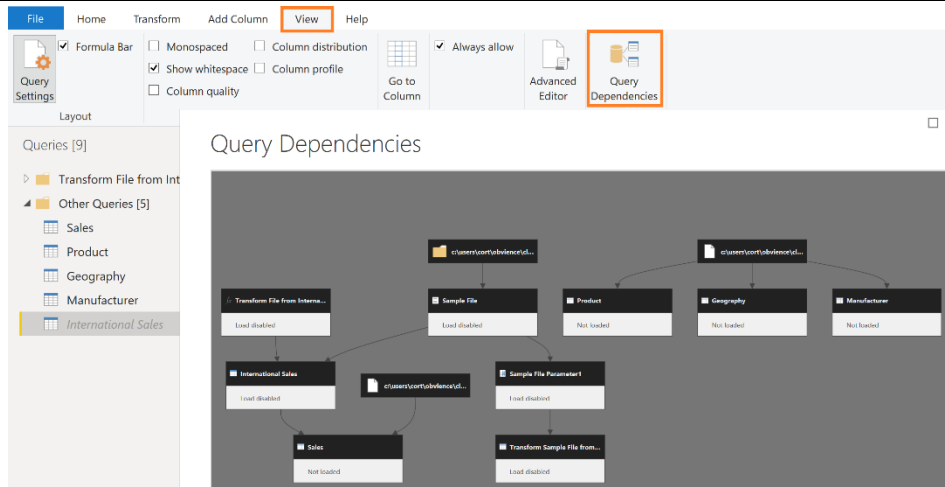 File Home Transform Add Column View Help
Formula Bar Monospaced Column distribution Always allow
Show whitespace Column profile
Column quality
Query Settings
Go to Column
Advanced Editor
Query Dependencies
Layout
Queries [9]
Transform File from Int
Other Queries [5]
Sales
Product
Geography
Manufacturer
International Sales
Query Dependencies
c:\users\cort\obvience\cl...
c:\users\cort\obvience\cl...
fx Transform File from Interna...
Load disabled
Sample File
Load disabled
Product
Not loaded
Geography
Not loaded
Manufacturer
Not loaded
International Sales
Load disabled
c:\users\cort\obvience\cl...
Sample File Parameter1
Load disabled
Sales
Not loaded
Transform Sample File from...
Load disabled